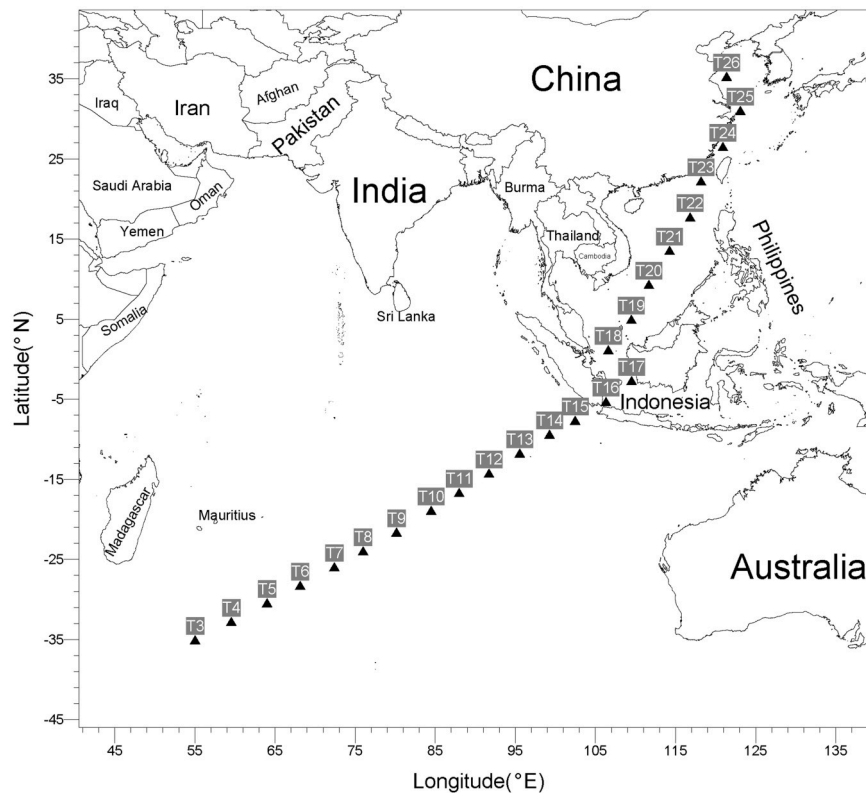 T26
35
China
Afghan
Iraq
Iran
T25
Pakistan
T24
25
T23
Saudi Arabia
Oman
India
Burma
T22
Yemen
Thailand
T21
15
Cambodia
Philippines
T20
Somalia
Sri Lanka
T19
5
T18
T17
T16
Indonesia
T15
-5
T14
T13
T12
T11
-15
T10
Madagascar
Mauritius
T9
T8
T7
Australia
-25
T6
T5
T4
T3
-35
-45
Latitude(°N)
45 55 65 75 85 95 105 115 125 135
Longitude(°E)